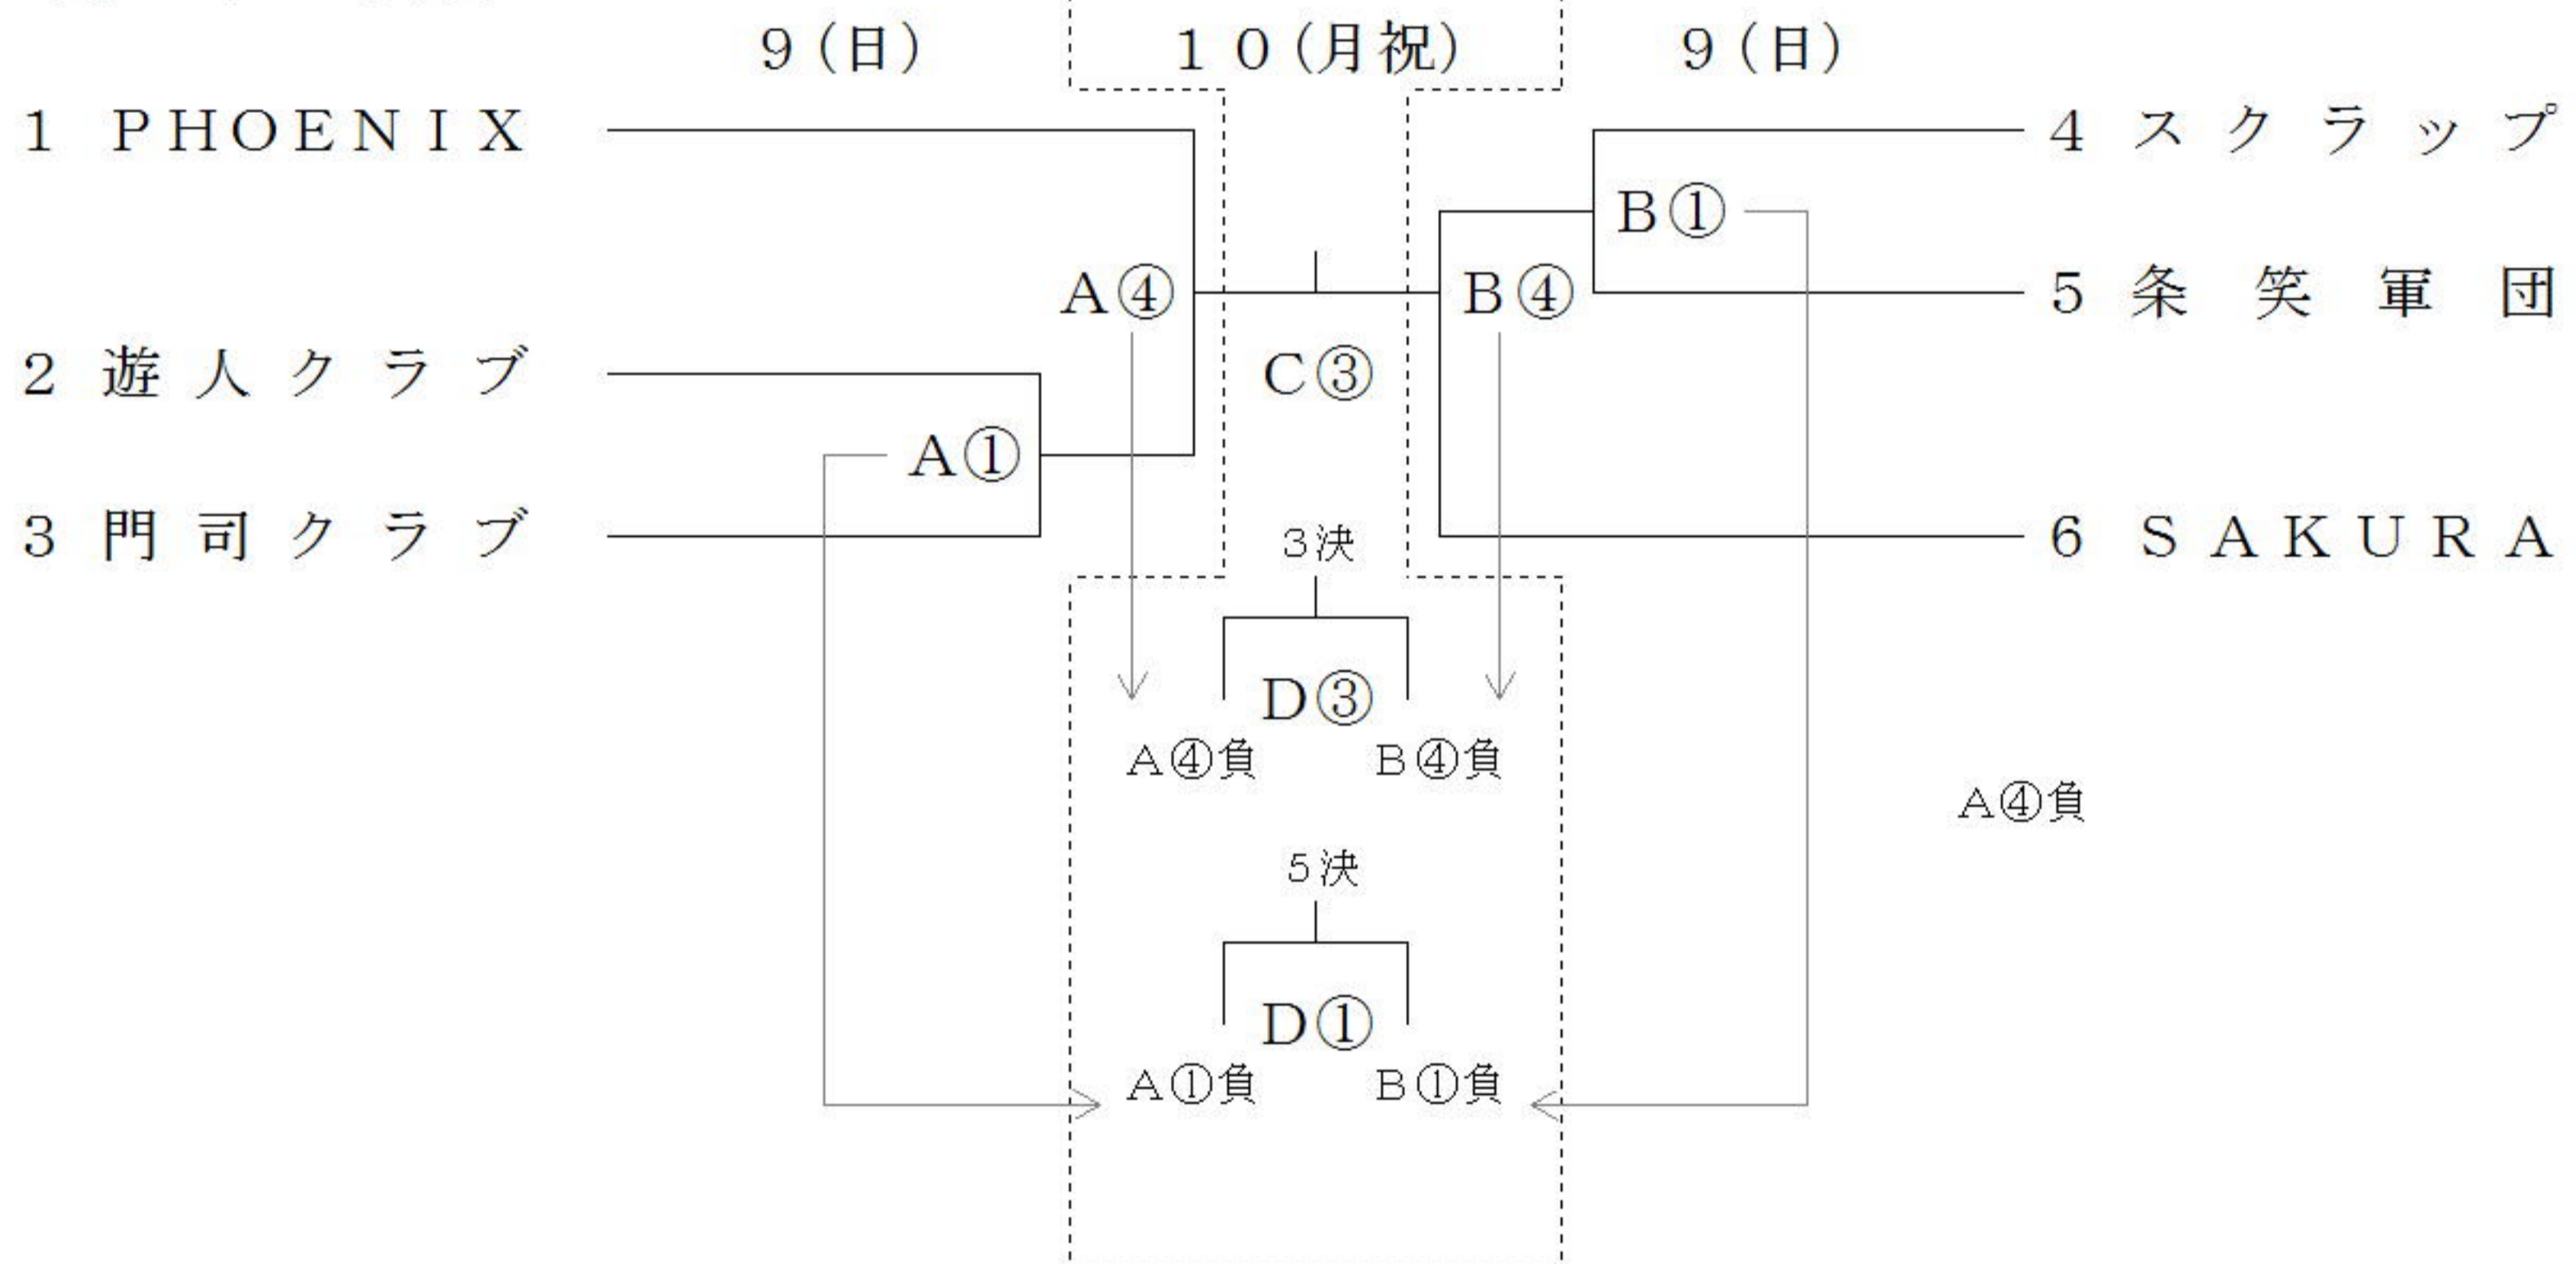 ９（日） １０（月祝） ９（日）
１ ＰＨＯＥＮＩＸ
４ スクラップ
Ｂ①
Ａ④
Ｂ④
５ 条笑軍団
２ 遊人クラブ
Ｃ③
Ａ①
３ 門司クラブ
３決
６ ＳＡＫＵＲＡ
Ｄ③
Ａ④負 Ｂ④負
Ａ④負
５決
Ｄ①
Ａ①負 Ｂ①負